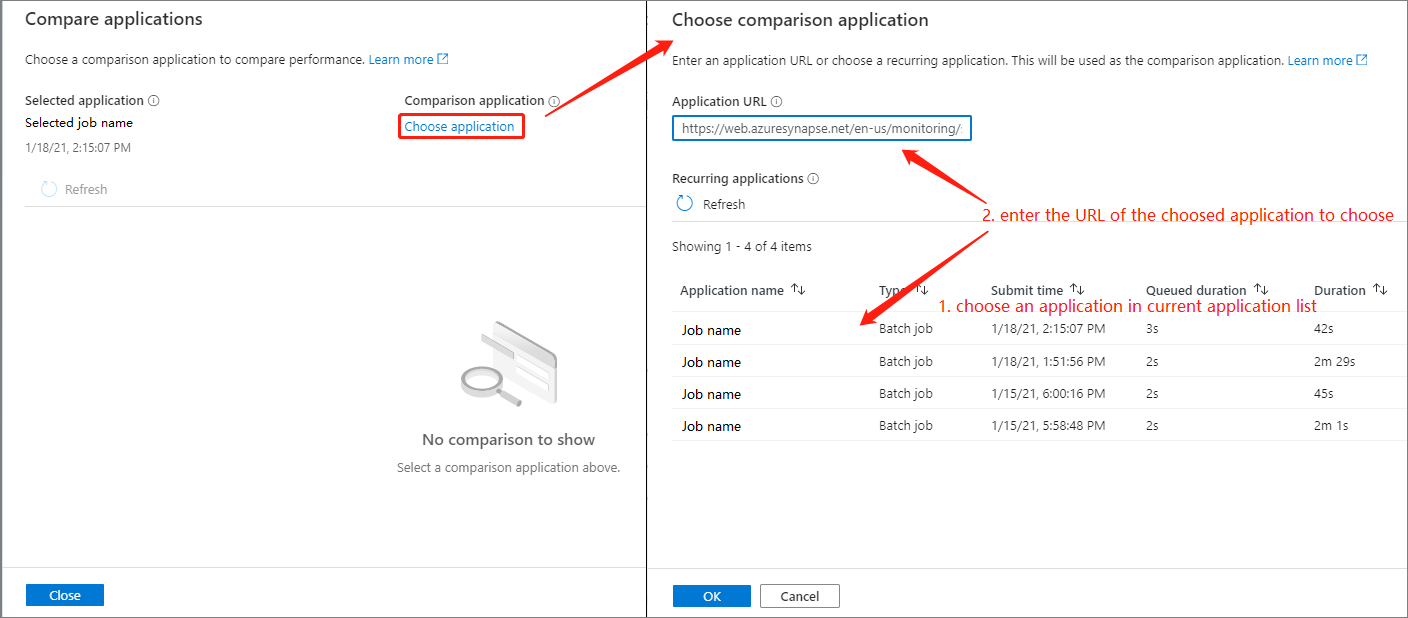 Compare applications
Choose a comparison application to compare performance. Learn more
Selected application
Comparison application
Selected job name
Choose application
1/18/21, 2:15:07 PM
Refresh
No comparison to show
Select a comparison application above.
Close
Choose comparison application
Enter an application URL or choose a recurring application. This will be used as the comparison application. Learn more
Application URL
https://web.azuresynapse.net/en-us/monitoring/
Recurring applications
Refresh
2. enter the URL of the choosed application to choose
Showing 1 - 4 of 4 items
Application name Type Submit time Queued duration Duration
1. choose an application in current application list
Job name Batch job 1/18/21, 2:15:07 PM 3s 42s
Job name Batch job 1/18/21, 1:51:56 PM 2s 2m 29s
Job name Batch job 1/15/21, 6:00:16 PM 2s 45s
Job name Batch job 1/15/21, 5:58:48 PM 2s 2m 1s
OK Cancel